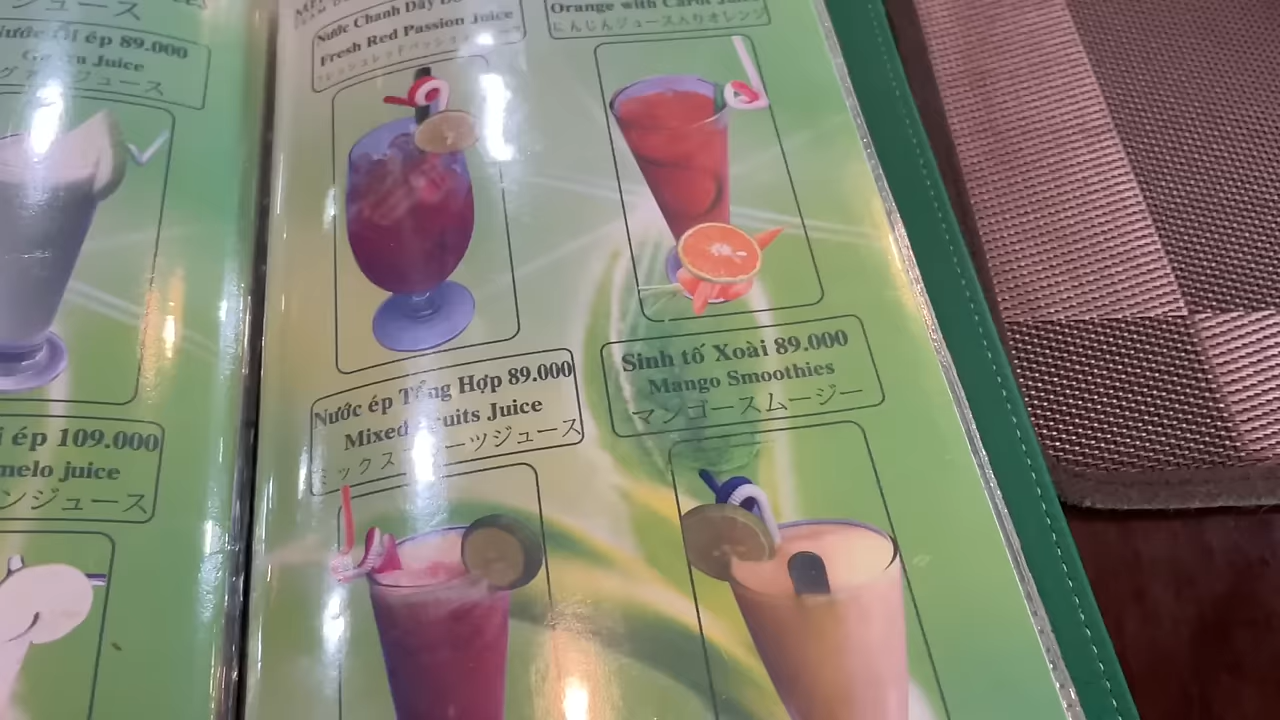 ジュース
ép 89.000
Juice
ジュース
ép 109.000
melo juice
ンジュース
Nước Chanh Dây
Fresh Red Passion Juice
Nước ép Tổng Hợp 89.000
Mixed Juice
ミックス ーツジュース
Orange with
にんじんジュース入りオレンジ
Sinh tố Xoài 89.000
Mango Smoothies
マンゴースムージー